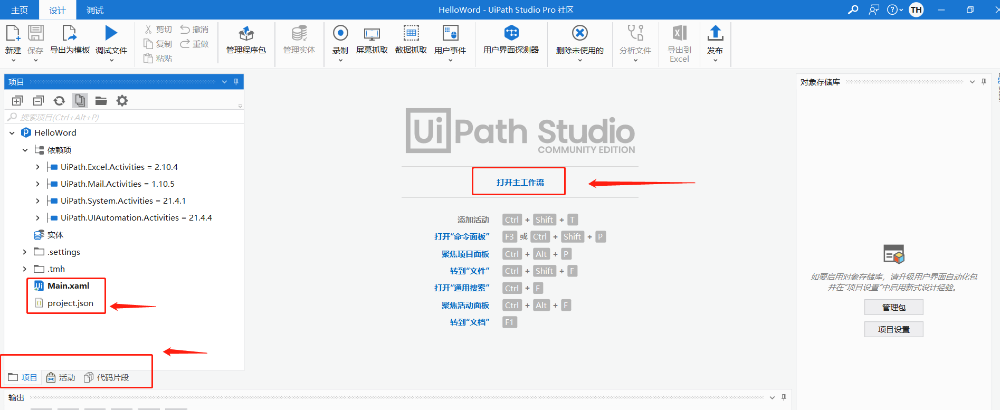 主页 设计 调试 HelloWord - UiPath Studio Pro 社区 TH
新建 保存 导出为模板 调试文件 剪切 复制 粘贴 撤消 重做 管理程序包 管理实体 录制 屏幕抓取 数据抓取 用户事件 用户界面探测器 删除未使用的 分析文件 导出到 Excel 发布
项目
搜索项目(Ctrl+Alt+P)
HelloWord
依赖项
UiPath.Excel.Activities = 2.10.4
UiPath.Mail.Activities = 1.10.5
UiPath.System.Activities = 21.4.1
UiPath.UIAutomation.Activities = 21.4.4
实体
.settings
.tmh
Main.xaml
project.json
项目 活动 代码片段
输出
UiPath Studio
COMMUNITY EDITION
打开主工作流
添加活动 Ctrl + Shift + T
打开“命令面板” F3 或 Ctrl + Shift + P
聚焦项目面板 Ctrl + Alt + P
转到“文件” Ctrl + Shift + F
打开“通用搜索” Ctrl + F
聚焦活动面板 Ctrl + Alt + F
转到“文档” F1
对象存储库
如要启用对象存储库，请升级用户界面自动化包
并在“项目设置”中启用新式设计经验。
管理包
项目设置